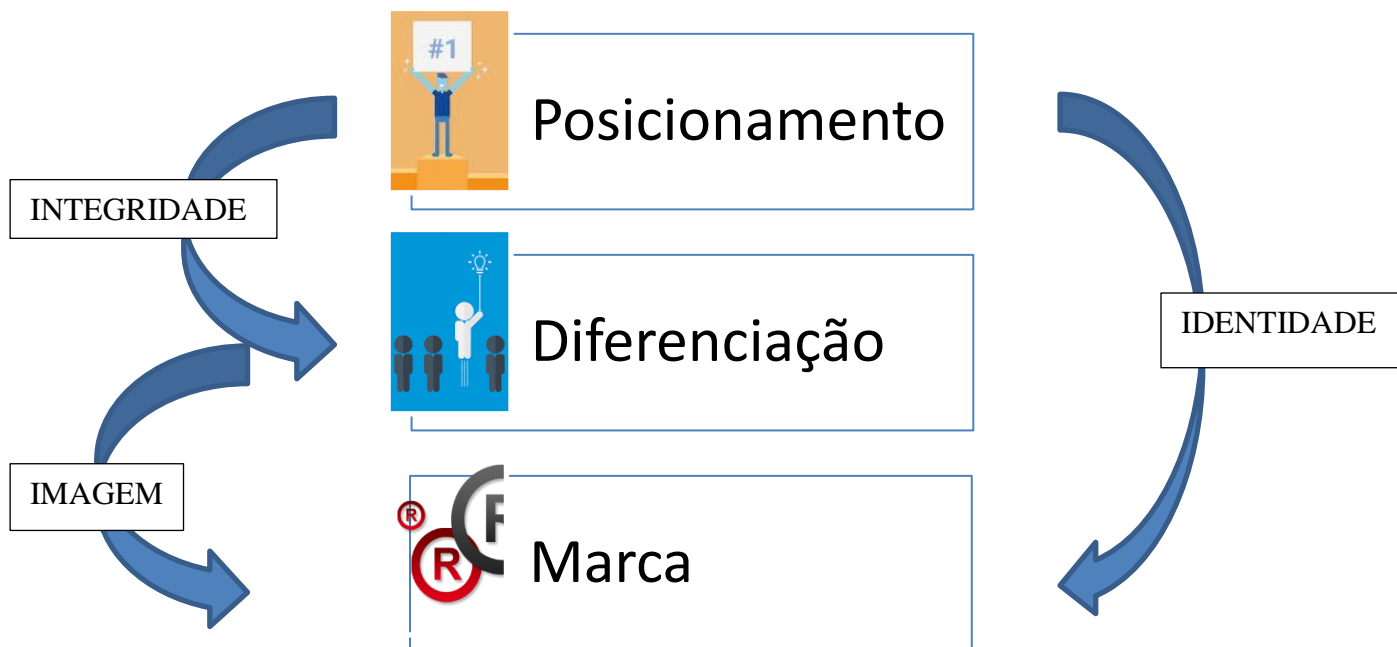 #1
Posicionamento
INTEGRIDADE
Diferenciação
IDENTIDADE
IMAGEM
R
R
R
Marca